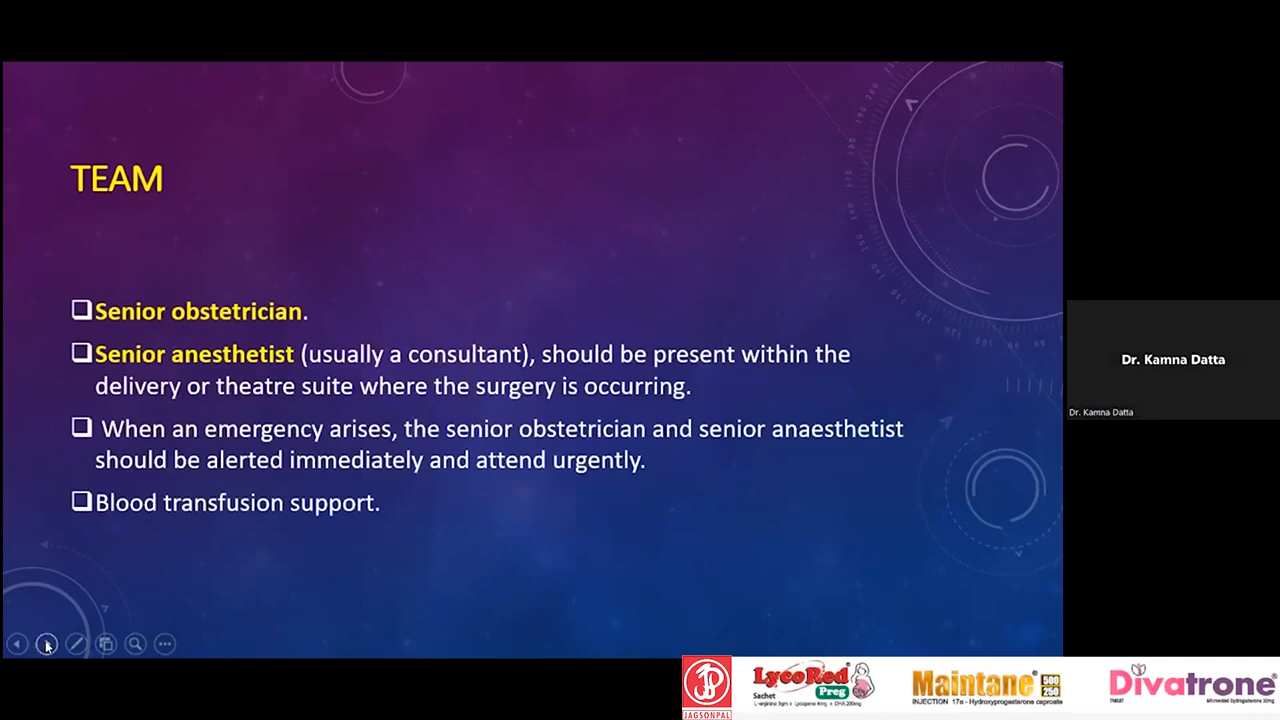 TEAM
Senior obstetrician.
Senior anesthetist (usually a consultant), should be present within the
delivery or theatre suite where the surgery is occurring.
When an emergency arises, the senior obstetrician and senior anaesthetist
should be alerted immediately and attend urgently.
Blood transfusion support.
Dr. Kamna Datta
Dr. Kamna Datta
JAGSONPAL
LycoRed
Preg
Sachet
L-arginine 3gm + Lycopene 4mg + DHA 200mg
Maintane 500
250
INJECTION 17α - Hydroxyprogesterone caproate
Divatrone
TABLET